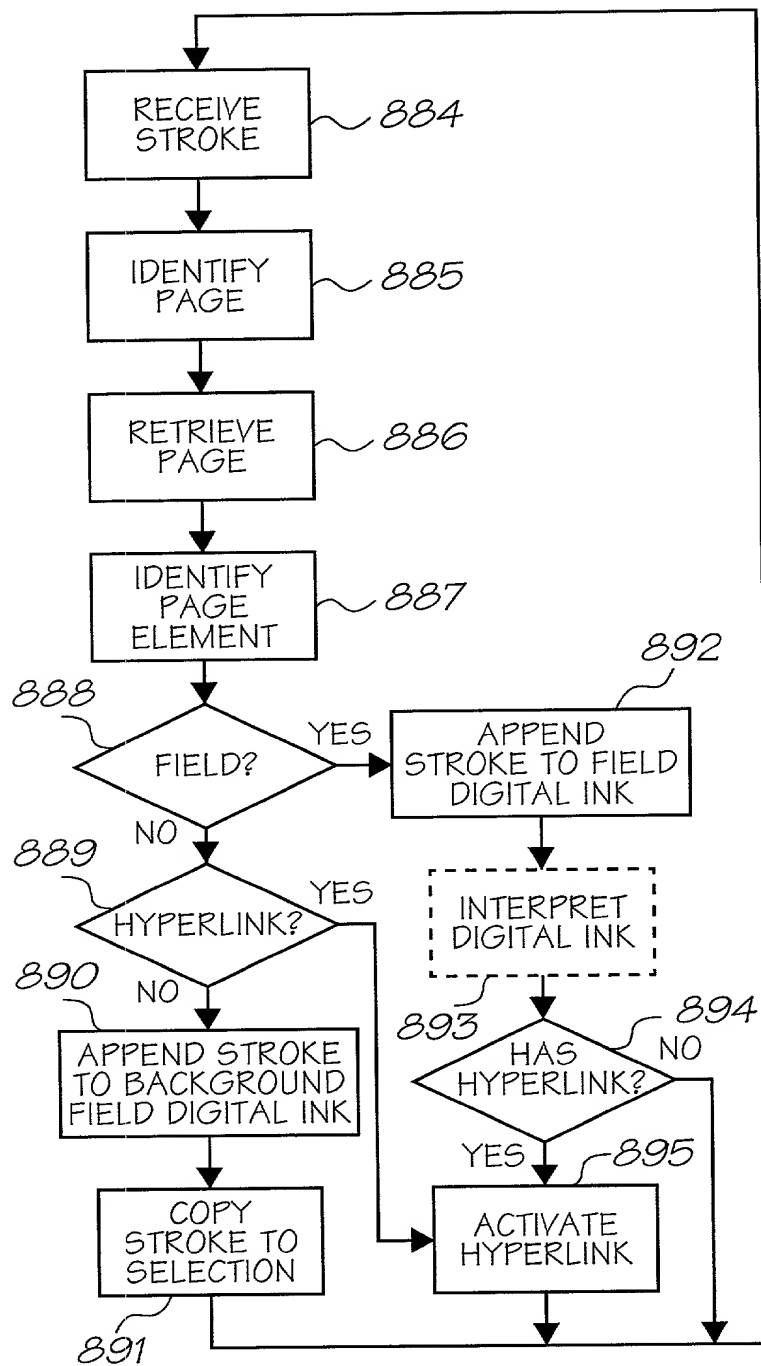 RECEIVE
STROKE
884
IDENTIFY
PAGE
885
RETRIEVE
PAGE
886
IDENTIFY
PAGE
ELEMENT
887
888
FIELD?
YES
NO
892
APPEND
STROKE TO FIELD
DIGITAL INK
889
HYPERLINK?
YES
NO
INTERPRET
DIGITAL INK
893
890
APPEND STROKE
TO BACKGROUND
FIELD DIGITAL INK
894
HAS
HYPERLINK?
NO
YES
895
COPY
STROKE TO
SELECTION
891
ACTIVATE
HYPERLINK